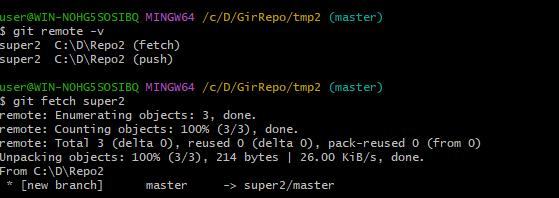 user@WIN-NOHG5SOSIBQ MINGW64 /c/D/GirRepo/tmp2 (master)
$ git remote -v
super2  C:\D\Repo2 (fetch)
super2  C:\D\Repo2 (push)
user@WIN-NOHG5SOSIBQ MINGW64 /c/D/GirRepo/tmp2 (master)
$ git fetch super2
remote: Enumerating objects: 3, done.
remote: Counting objects: 100% (3/3), done.
remote: Total 3 (delta 0), reused 0 (delta 0), pack-reused 0 (from 0)
Unpacking objects: 100% (3/3), 214 bytes | 26.00 KiB/s, done.
From C:\D\Repo2
 * [new branch]      master     -> super2/master